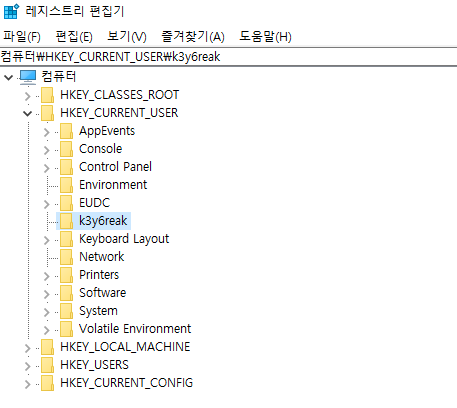 레지스트리 편집기
파일(F) 편집(E) 보기(V) 즐겨찾기(A) 도움말(H)
컴퓨터₩HKEY_CURRENT_USER₩k3y6reak
컴퓨터
HKEY_CLASSES_ROOT
HKEY_CURRENT_USER
AppEvents
Console
Control Panel
Environment
EUDC
k3y6reak
Keyboard Layout
Network
Printers
Software
System
Volatile Environment
HKEY_LOCAL_MACHINE
HKEY_USERS
HKEY_CURRENT_CONFIG